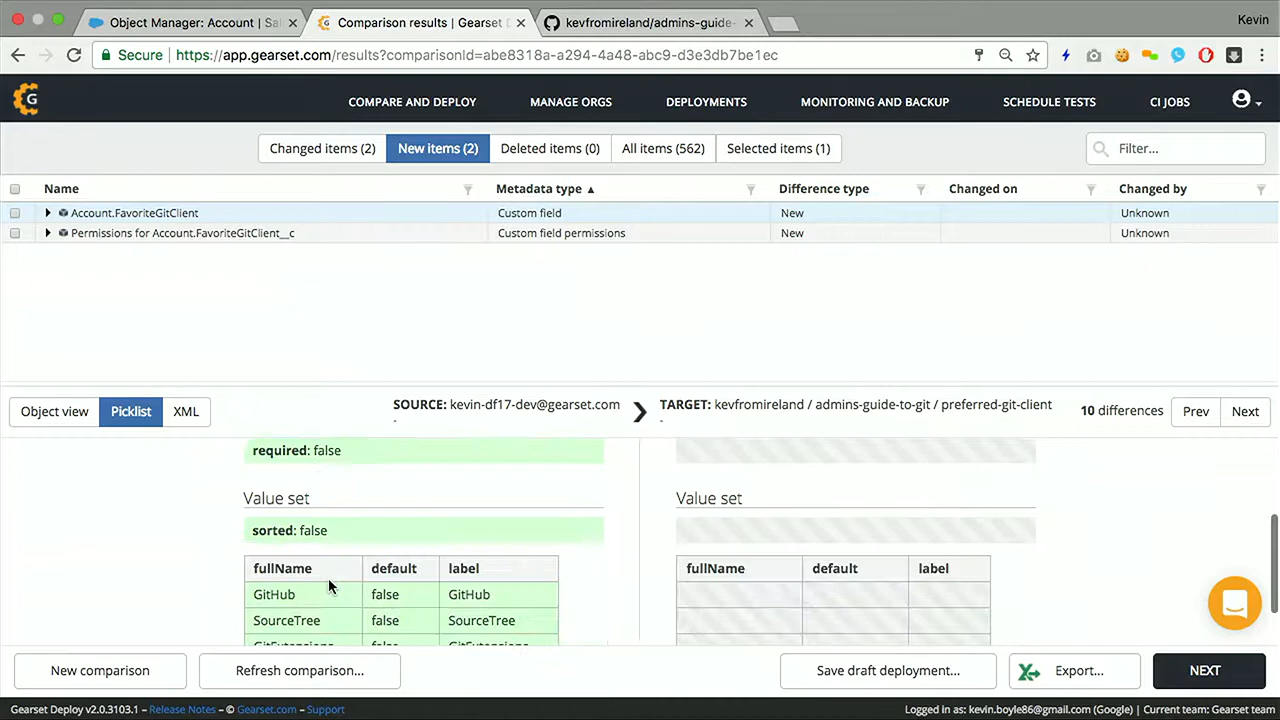 Object Manager: Account | Sal
Comparison results | Gearset D
kevfromireland/admins-guide-
Kevin
Secure
https://app.gearset.com/results?comparisonId=abe8318a-a294-4a48-abc9-d3e3db7be1ec
G
COMPARE AND DEPLOY
MANAGE ORGS
DEPLOYMENTS
MONITORING AND BACKUP
SCHEDULE TESTS
CI JOBS
Changed items (2)
New items (2)
Deleted items (0)
All items (562)
Selected items (1)
Filter...
Name
Metadata type
Difference type
Changed on
Changed by
Account.FavoriteGitClient
Custom field
New
Unknown
Permissions for Account.FavoriteGitClient__c
Custom field permissions
New
Unknown
Object view
Picklist
XML
SOURCE: kevin-df17-dev@gearset.com
-
TARGET: kevfromireland / admins-guide-to-git / preferred-git-client
-
10 differences
Prev
Next
required: false
Value set
Value set
sorted: false
fullName
default
label
fullName
default
label
GitHub
false
GitHub
SourceTree
false
SourceTree
GitExtensions
false
GitExtensions
New comparison
Refresh comparison...
Save draft deployment...
Export...
NEXT
Gearset Deploy v2.0.3103.1 – Release Notes – © Gearset.com – Support
Logged in as: kevin.boyle86@gmail.com (Google) | Current team: Gearset team